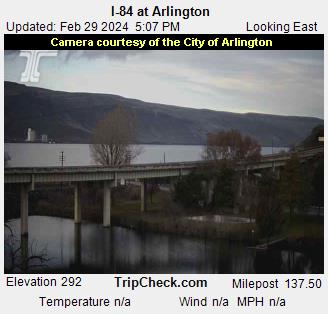 I-84 at Arlington
Updated: Feb 29 2024 5:07 PM Looking East
Camera courtesy of the City of Arlington
Elevation 292 TripCheck.com Milepost 137.50
Temperature n/a Wind n/a MPH n/a